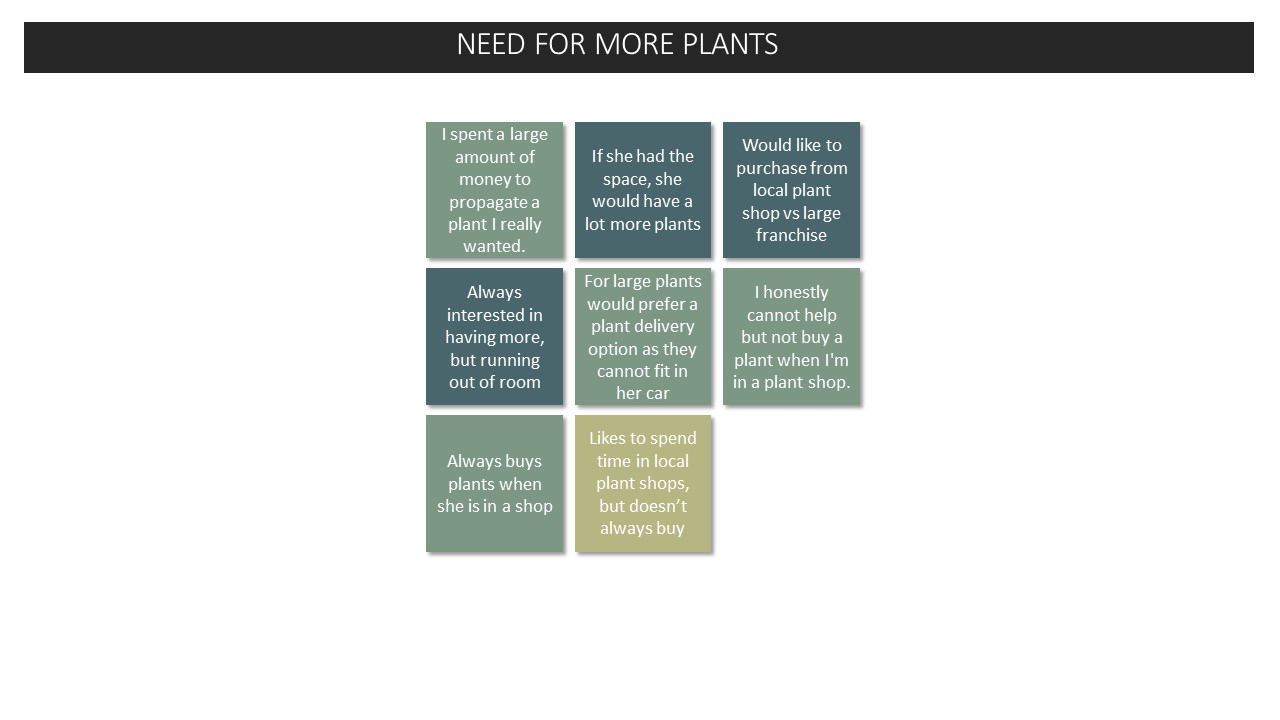 NEED FOR MORE PLANTS
I spent a large
amount of
money to
propagate a
plant I really
wanted.
If she had the
space, she
would have a
lot more plants
Would like to
purchase from
local plant
shop vs large
franchise
Always
interested in
having more,
but running
out of room
For large plants
would prefer a
plant delivery
option as they
cannot fit in
her car
I honestly
cannot help
but not buy a
plant when I'm
in a plant shop.
Always buys
plants when
she is in a shop
Likes to spend
time in local
plant shops,
but doesn’t
always buy